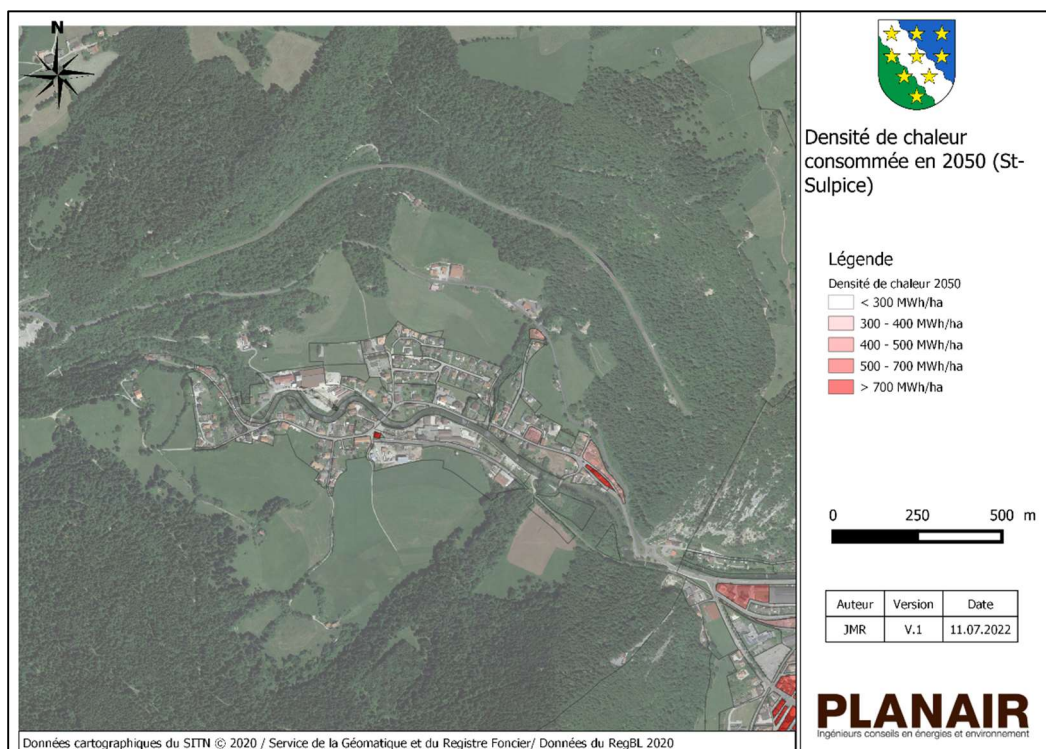 N
Densité de chaleur
consommée en 2050 (St-
Sulpice)
Légende
Densité de chaleur 2050
< 300 MWh/ha
300 - 400 MWh/ha
400 - 500 MWh/ha
500 - 700 MWh/ha
> 700 MWh/ha
0 250 500 m
Auteur Version Date
JMR V.1 11.07.2022
PLANAIR
Ingénieurs conseils en énergies et environnement
Données cartographiques du SITN © 2020 / Service de la Géomatique et du Registre Foncier/ Données du RegBL 2020